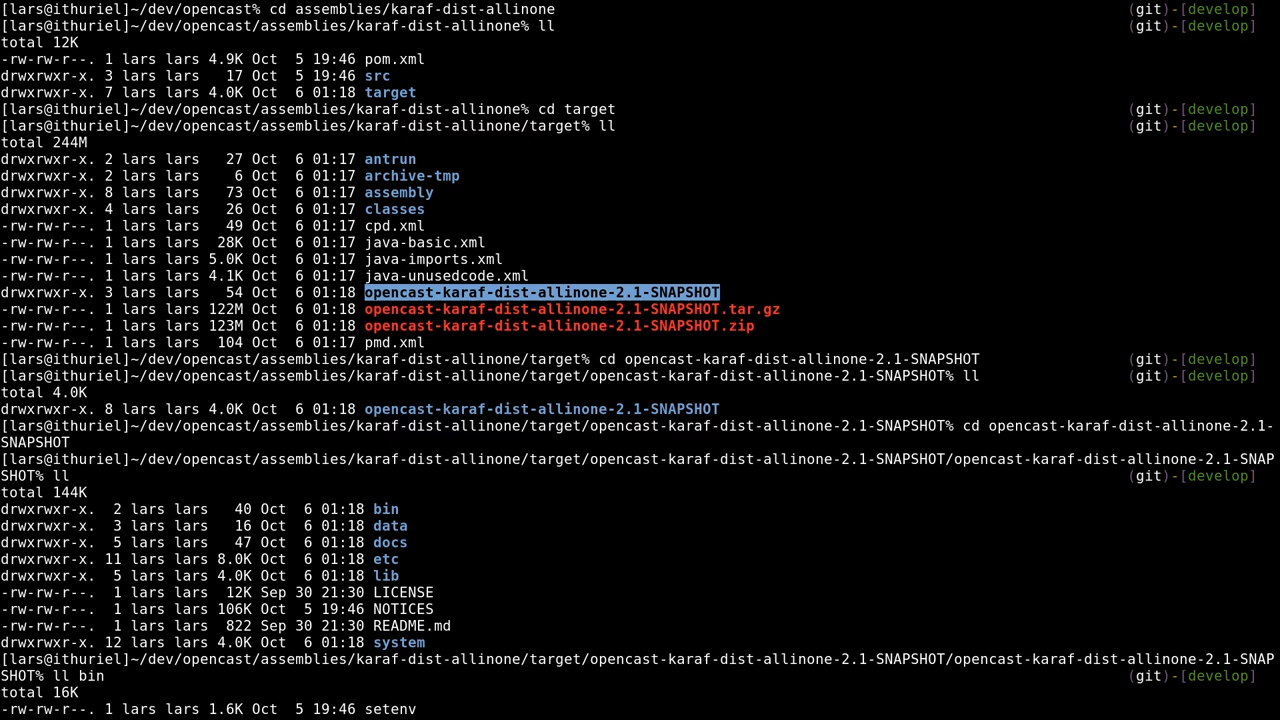 [lars@ithuriel]~/dev/opencast% cd assemblies/karaf-dist-allinone (git)-[develop]
[lars@ithuriel]~/dev/opencast/assemblies/karaf-dist-allinone% ll (git)-[develop]
total 12K
-rw-rw-r--. 1 lars lars 4.9K Oct  5 19:46 pom.xml
drwxrwxr-x. 3 lars lars   17 Oct  5 19:46 src
drwxrwxr-x. 7 lars lars 4.0K Oct  6 01:18 target
[lars@ithuriel]~/dev/opencast/assemblies/karaf-dist-allinone% cd target (git)-[develop]
[lars@ithuriel]~/dev/opencast/assemblies/karaf-dist-allinone/target% ll (git)-[develop]
total 244M
drwxrwxr-x. 2 lars lars   27 Oct  6 01:17 antrun
drwxrwxr-x. 2 lars lars    6 Oct  6 01:17 archive-tmp
drwxrwxr-x. 8 lars lars   73 Oct  6 01:17 assembly
drwxrwxr-x. 4 lars lars   26 Oct  6 01:17 classes
-rw-rw-r--. 1 lars lars   49 Oct  6 01:17 cpd.xml
-rw-rw-r--. 1 lars lars  28K Oct  6 01:17 java-basic.xml
-rw-rw-r--. 1 lars lars 5.0K Oct  6 01:17 java-imports.xml
-rw-rw-r--. 1 lars lars 4.1K Oct  6 01:17 java-unusedcode.xml
drwxrwxr-x. 3 lars lars   54 Oct  6 01:18 opencast-karaf-dist-allinone-2.1-SNAPSHOT
-rw-rw-r--. 1 lars lars 122M Oct  6 01:18 opencast-karaf-dist-allinone-2.1-SNAPSHOT.tar.gz
-rw-rw-r--. 1 lars lars 123M Oct  6 01:18 opencast-karaf-dist-allinone-2.1-SNAPSHOT.zip
-rw-rw-r--. 1 lars lars  104 Oct  6 01:17 pmd.xml
[lars@ithuriel]~/dev/opencast/assemblies/karaf-dist-allinone/target% cd opencast-karaf-dist-allinone-2.1-SNAPSHOT (git)-[develop]
[lars@ithuriel]~/dev/opencast/assemblies/karaf-dist-allinone/target/opencast-karaf-dist-allinone-2.1-SNAPSHOT% ll (git)-[develop]
total 4.0K
drwxrwxr-x. 8 lars lars 4.0K Oct  6 01:18 opencast-karaf-dist-allinone-2.1-SNAPSHOT
[lars@ithuriel]~/dev/opencast/assemblies/karaf-dist-allinone/target/opencast-karaf-dist-allinone-2.1-SNAPSHOT% cd opencast-karaf-dist-allinone-2.1-
SNAPSHOT
[lars@ithuriel]~/dev/opencast/assemblies/karaf-dist-allinone/target/opencast-karaf-dist-allinone-2.1-SNAPSHOT/opencast-karaf-dist-allinone-2.1-SNAP
SHOT% ll (git)-[develop]
total 144K
drwxrwxr-x.  2 lars lars   40 Oct  6 01:18 bin
drwxrwxr-x.  3 lars lars   16 Oct  6 01:18 data
drwxrwxr-x.  5 lars lars   47 Oct  6 01:18 docs
drwxrwxr-x. 11 lars lars 8.0K Oct  6 01:18 etc
drwxrwxr-x.  5 lars lars 4.0K Oct  6 01:18 lib
-rw-rw-r--.  1 lars lars  12K Sep 30 21:30 LICENSE
-rw-rw-r--.  1 lars lars 106K Oct  5 19:46 NOTICES
-rw-rw-r--.  1 lars lars  822 Sep 30 21:30 README.md
drwxrwxr-x. 12 lars lars 4.0K Oct  6 01:18 system
[lars@ithuriel]~/dev/opencast/assemblies/karaf-dist-allinone/target/opencast-karaf-dist-allinone-2.1-SNAPSHOT/opencast-karaf-dist-allinone-2.1-SNAP
SHOT% ll bin (git)-[develop]
total 16K
-rw-rw-r--. 1 lars lars 1.6K Oct  5 19:46 setenv